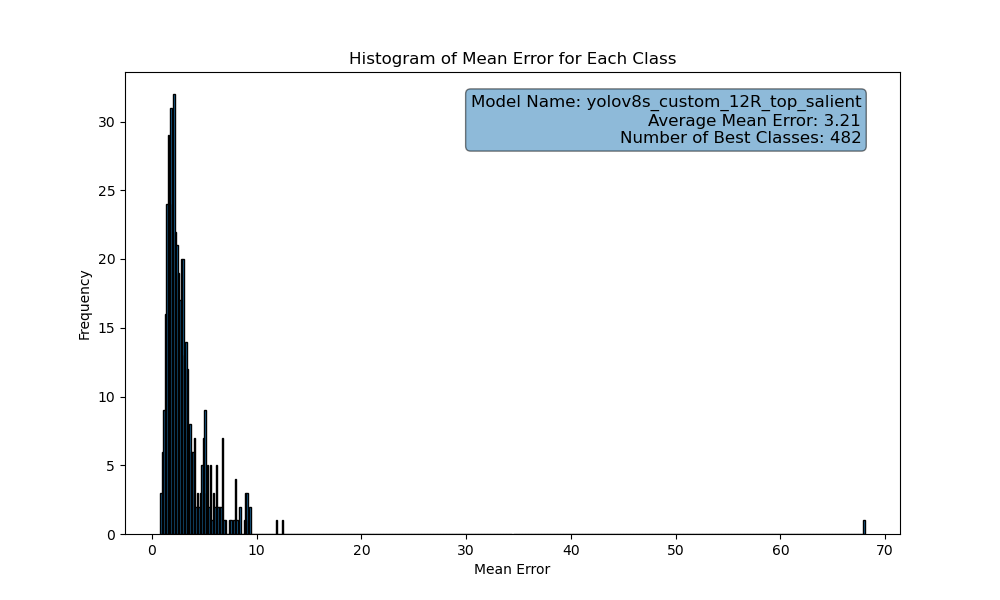 Histogram of Mean Error for Each Class
Model Name: yolov8s_custom_12R_top_salient
Average Mean Error: 3.21
Number of Best Classes: 482
Frequency
30
25
20
15
10
5
0
0 10 20 30 40 50 60 70
Mean Error